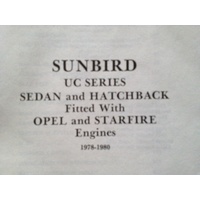 SUNBIRD
UC SERIES
SEDAN and HATCHBACK
Fitted With
OPEL and STARFIRE
Engines
1978-1980